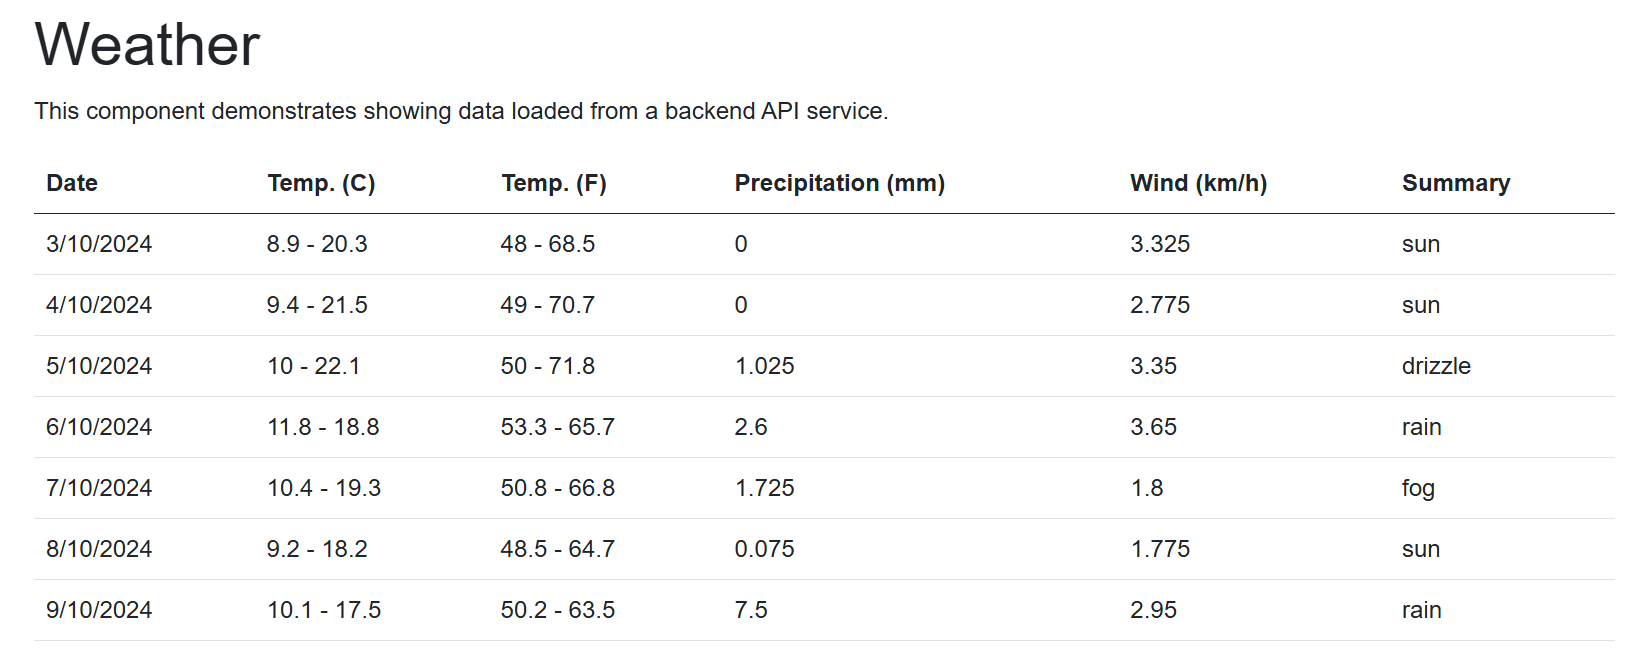 Weather
This component demonstrates showing data loaded from a backend API service.
Date Temp. (C) Temp. (F) Precipitation (mm) Wind (km/h) Summary
3/10/2024 8.9 - 20.3 48 - 68.5 0 3.325 sun
4/10/2024 9.4 - 21.5 49 - 70.7 0 2.775 sun
5/10/2024 10 - 22.1 50 - 71.8 1.025 3.35 drizzle
6/10/2024 11.8 - 18.8 53.3 - 65.7 2.6 3.65 rain
7/10/2024 10.4 - 19.3 50.8 - 66.8 1.725 1.8 fog
8/10/2024 9.2 - 18.2 48.5 - 64.7 0.075 1.775 sun
9/10/2024 10.1 - 17.5 50.2 - 63.5 7.5 2.95 rain